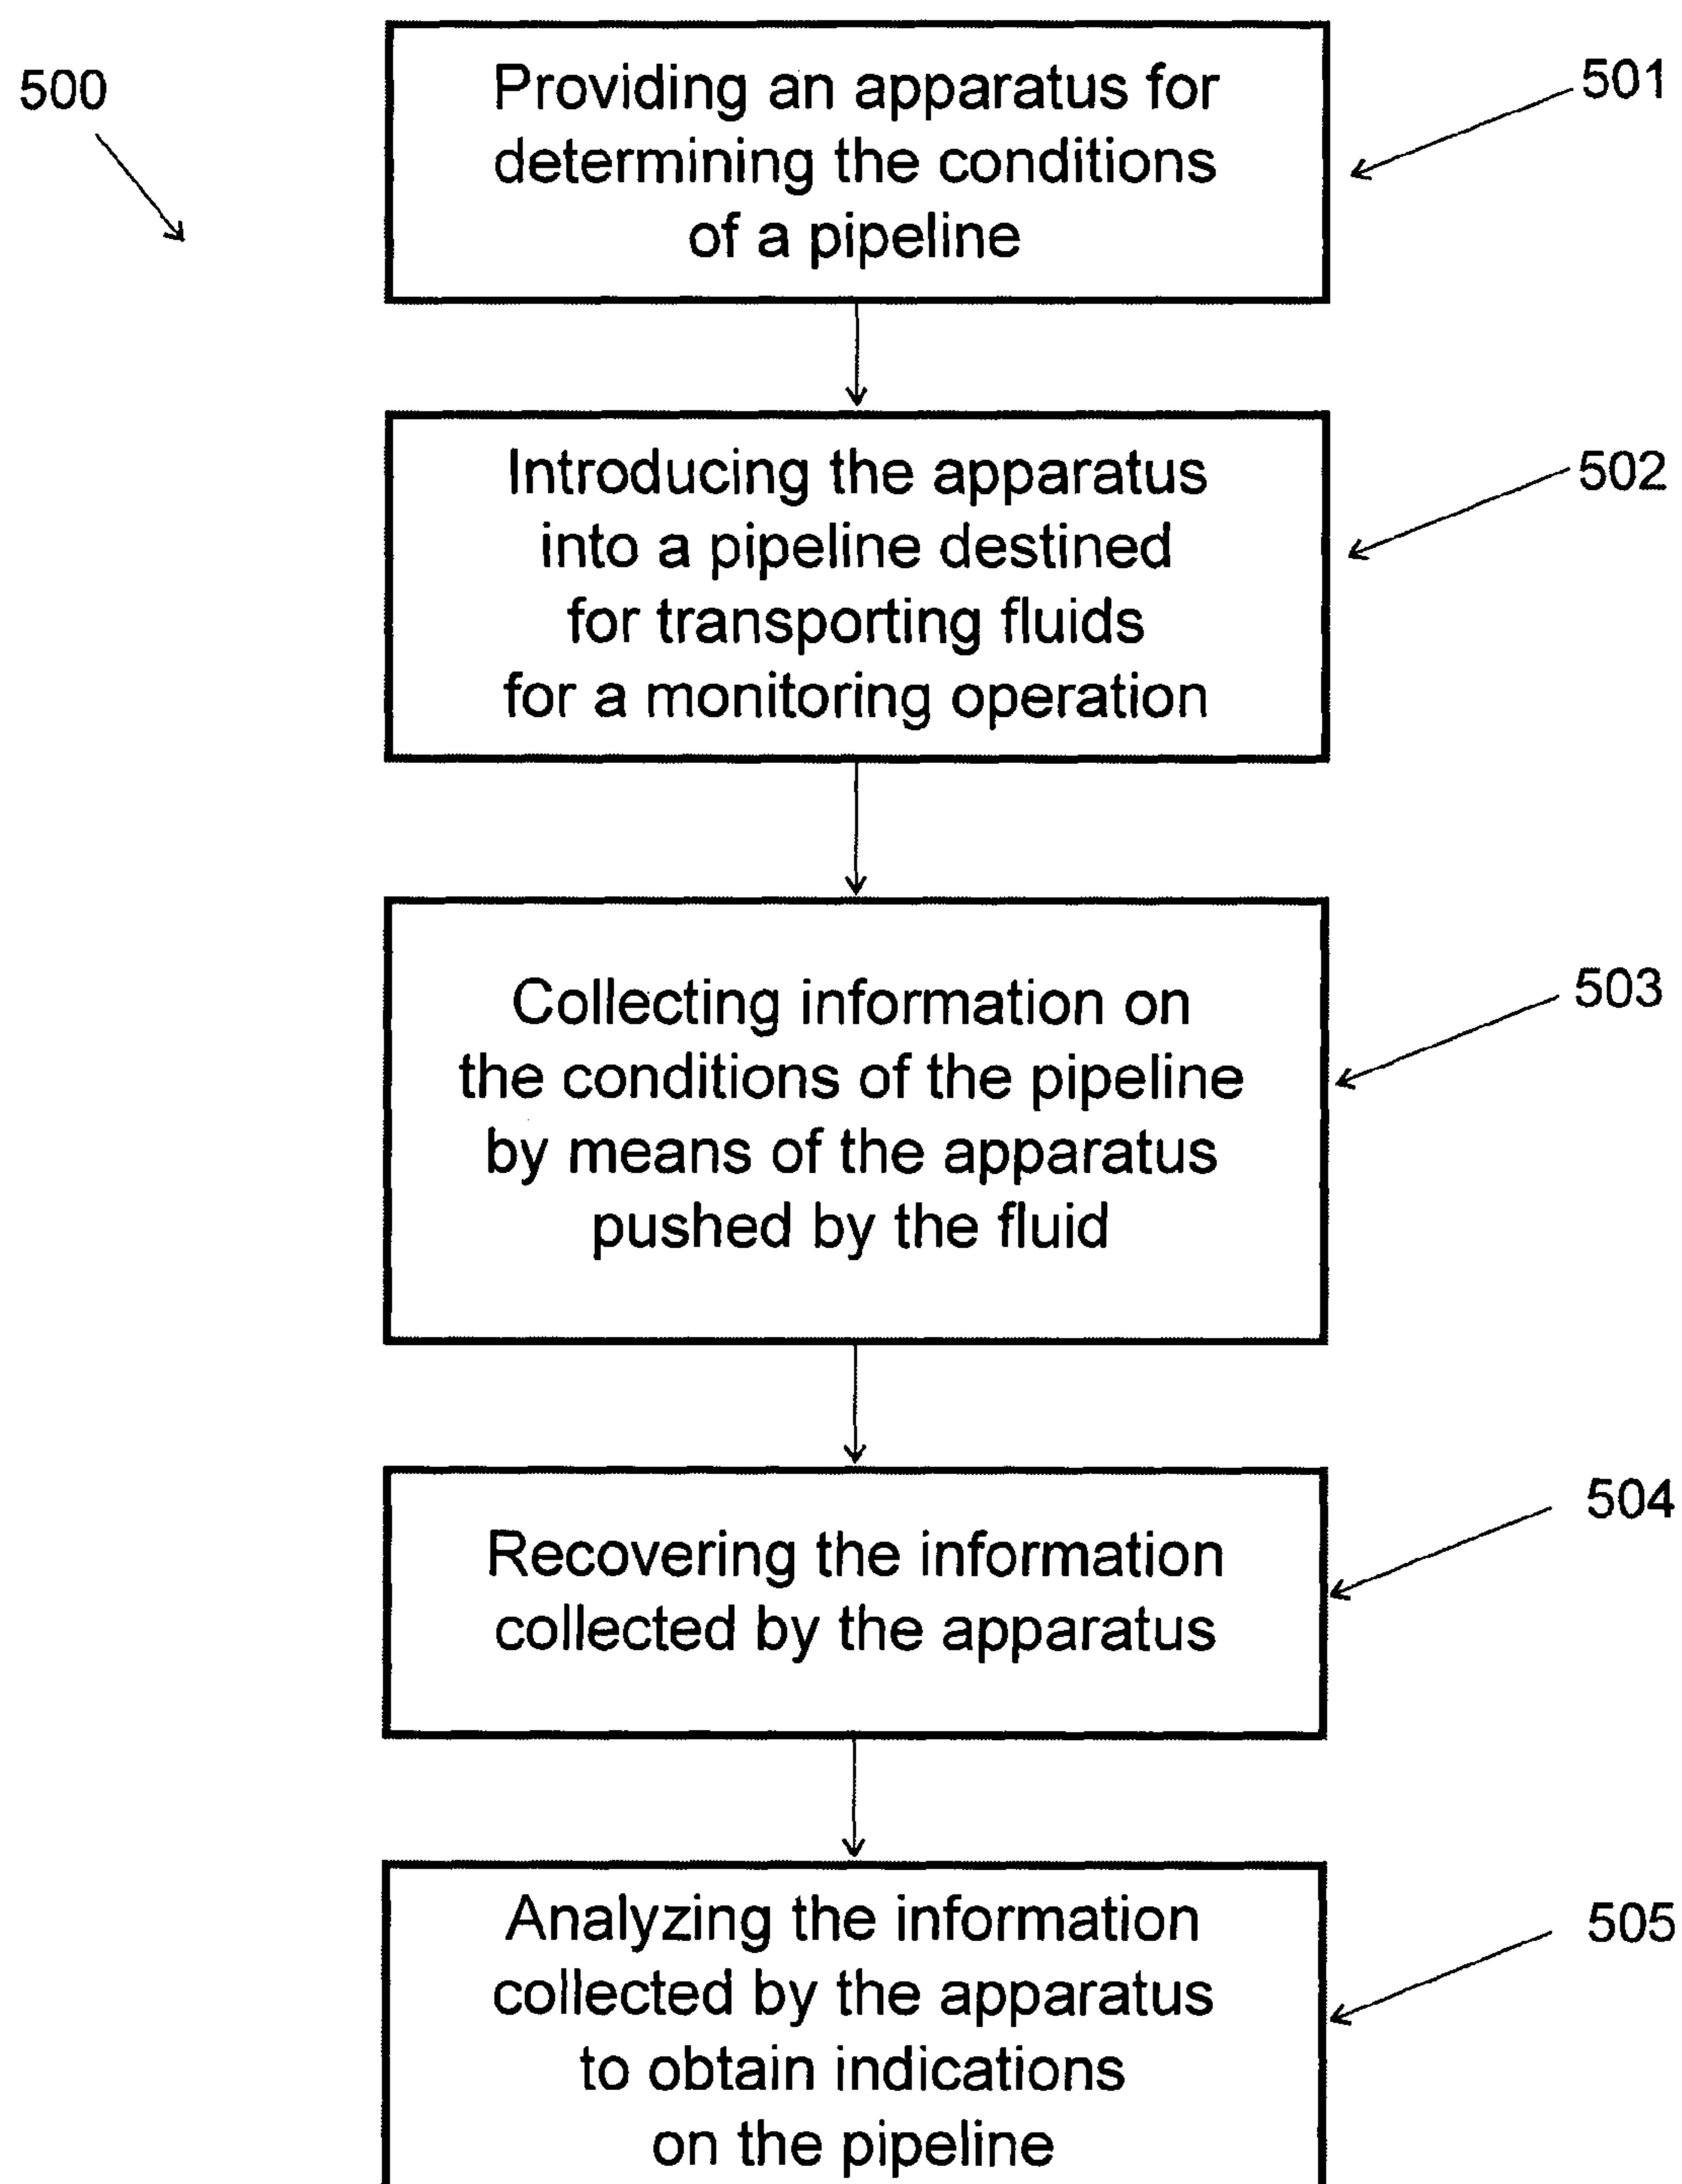 500
Providing an apparatus for
determining the conditions
of a pipeline
501
Introducing the apparatus
into a pipeline destined
for transporting fluids
for a monitoring operation
502
Collecting information on
the conditions of the pipeline
by means of the apparatus
pushed by the fluid
503
Recovering the information
collected by the apparatus
504
Analyzing the information
collected by the apparatus
to obtain indications
on the pipeline
505